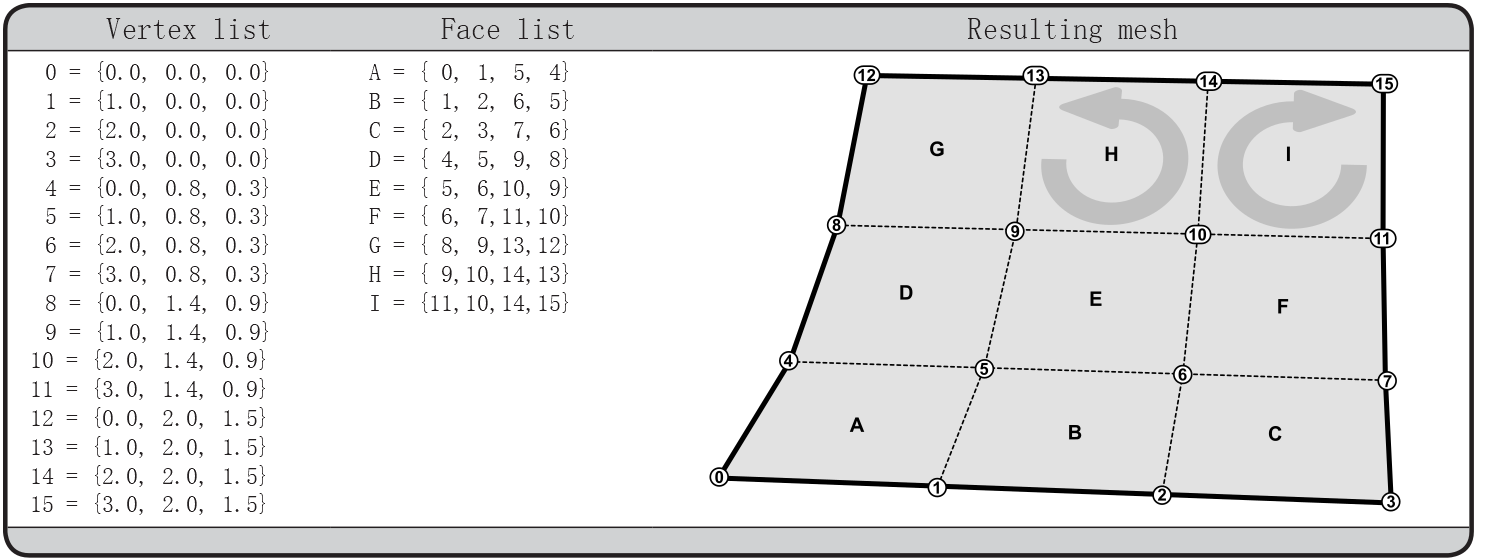 Vertex list
0 = {0.0, 0.0, 0.0}
1 = {1.0, 0.0, 0.0}
2 = {2.0, 0.0, 0.0}
3 = {3.0, 0.0, 0.0}
4 = {0.0, 0.8, 0.3}
5 = {1.0, 0.8, 0.3}
6 = {2.0, 0.8, 0.3}
7 = {3.0, 0.8, 0.3}
8 = {0.0, 1.4, 0.9}
9 = {1.0, 1.4, 0.9}
10 = {2.0, 1.4, 0.9}
11 = {3.0, 1.4, 0.9}
12 = {0.0, 2.0, 1.5}
13 = {1.0, 2.0, 1.5}
14 = {2.0, 2.0, 1.5}
15 = {3.0, 2.0, 1.5}
Face list
A = { 0, 1, 5, 4}
B = { 1, 2, 6, 5}
C = { 2, 3, 7, 6}
D = { 4, 5, 9, 8}
E = { 5, 6,10, 9}
F = { 6, 7,11,10}
G = { 8, 9,13,12}
H = { 9,10,14,13}
I = {11,10,14,15}
Resulting mesh
12 13 14 15
G H I
8 9 10 11
D E F
4 5 6 7
A B C
0 1 2 3